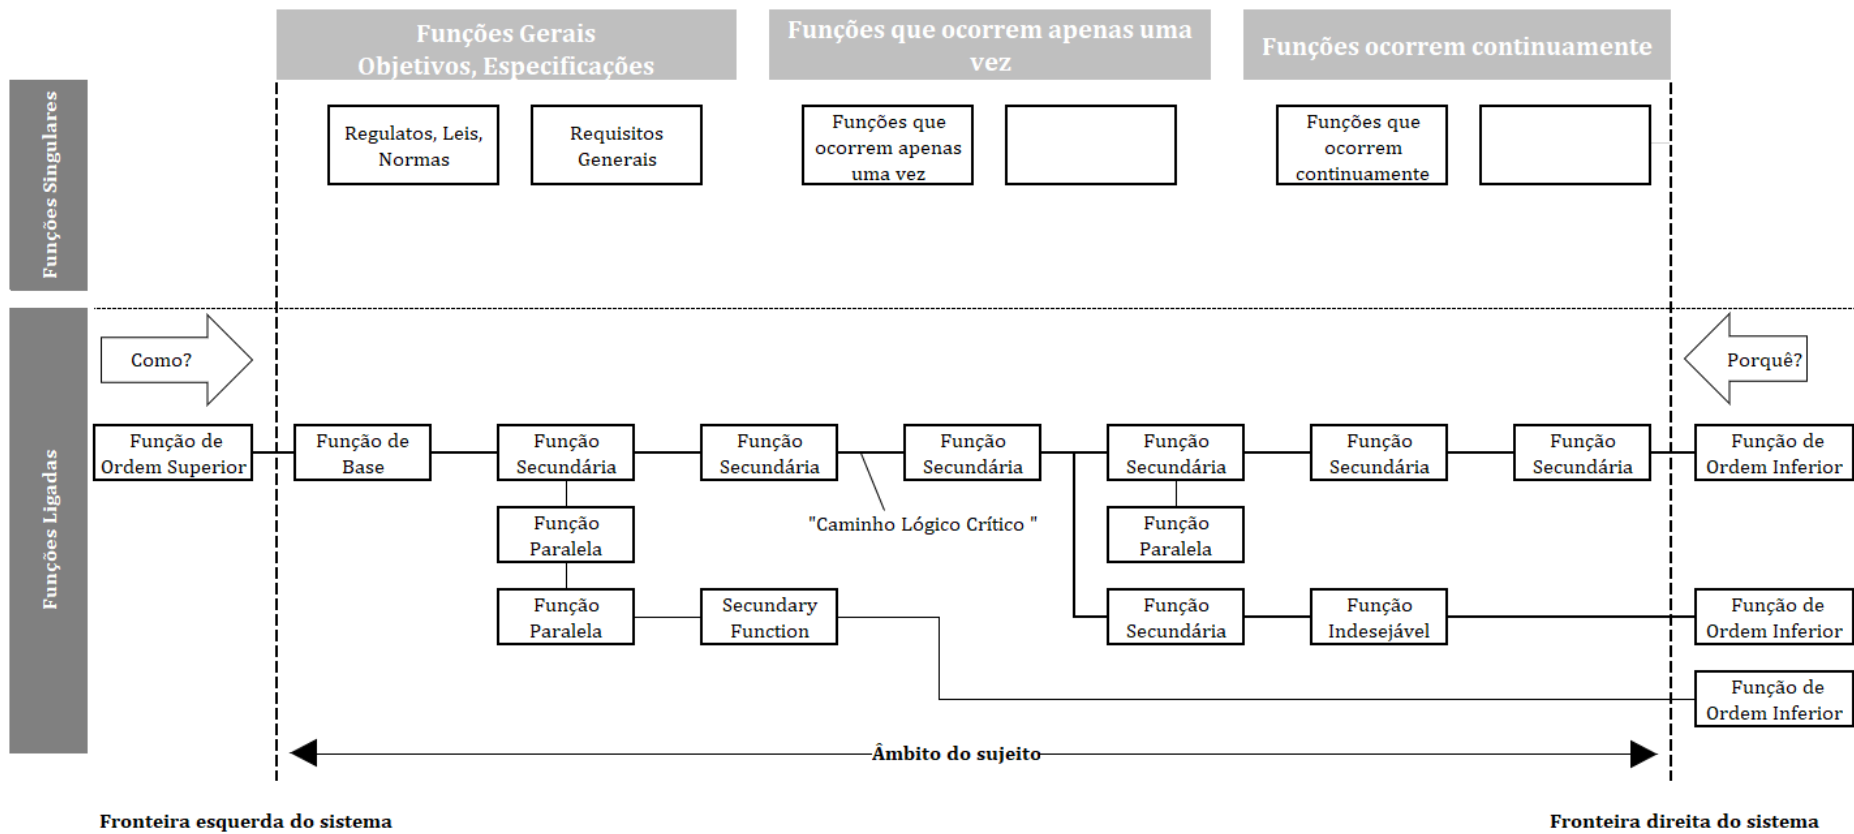 Funções Gerais
Objetivos, Especificações
Funções que ocorrem apenas uma
vez
Funções ocorrem continuamente
Funções Singulares
Regulatos, Leis,
Normas
Requisitos
Generais
Funções que
ocorrem apenas
uma vez
Funções que
ocorrem
continuamente
Funções Ligadas
Como?
Porquê?
Função de
Ordem Superior
Função de
Base
Função
Secundária
Função
Secundária
Função
Secundária
Função
Secundária
Função
Secundária
Função
Secundária
Função de
Ordem Inferior
"Caminho Lógico Crítico "
Função
Paralela
Função
Paralela
Função
Paralela
Secundary
Function
Função
Secundária
Função
Indesejável
Função de
Ordem Inferior
Função de
Ordem Inferior
Âmbito do sujeito
Fronteira esquerda do sistema
Fronteira direita do sistema